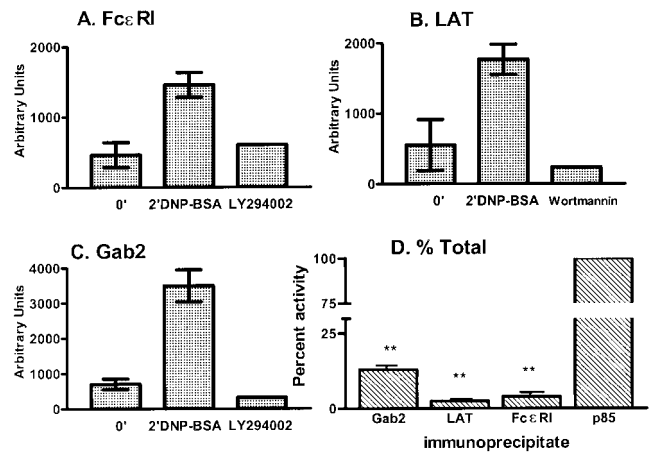 A. FcεRI
Arbitrary Units
2000
1000
0
0' 2'DNP-BSA LY294002
B. LAT
Arbitrary Units
2000
1000
0
0' 2'DNP-BSA Wortmannin
C. Gab2
Arbitrary Units
4000
3000
2000
1000
0
0' 2'DNP-BSA LY294002
D. % Total
Percent activity
100
75
25
0
** ** **
Gab2 LAT FcεRI p85
immunoprecipitate